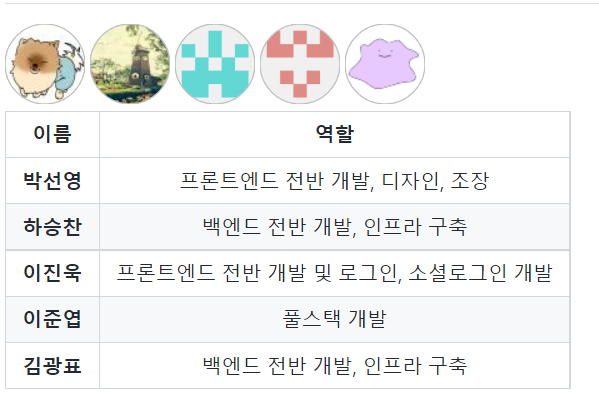 이름 역할
박선영 프론트엔드 전반 개발, 디자인, 조장
하승찬 백엔드 전반 개발, 인프라 구축
이진욱 프론트엔드 전반 개발 및 로그인, 소셜로그인 개발
이준엽 풀스택 개발
김광표 백엔드 전반 개발, 인프라 구축